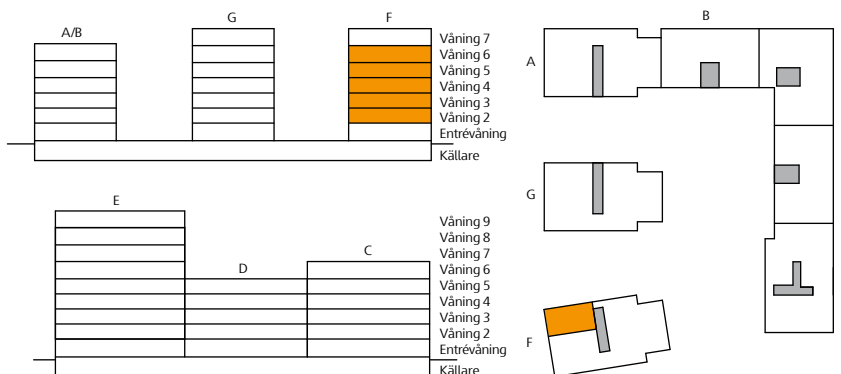 A/B
G
F
Våning 7
Våning 6
Våning 5
Våning 4
Våning 3
Våning 2
Entrévåning
Källare
E
D
C
Våning 9
Våning 8
Våning 7
Våning 6
Våning 5
Våning 4
Våning 3
Våning 2
Entrévåning
Källare
B
A
G
F